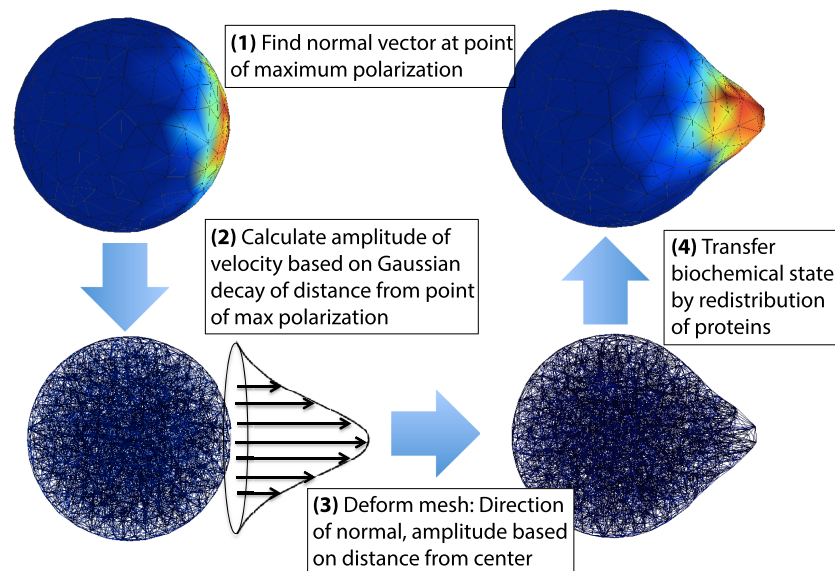 (1) Find normal vector at point
of maximum polarization
(2) Calculate amplitude of
velocity based on Gaussian
decay of distance from point
of max polarization
(4) Transfer
biochemical state
by redistribution
of proteins
(3) Deform mesh: Direction
of normal, amplitude based
on distance from center